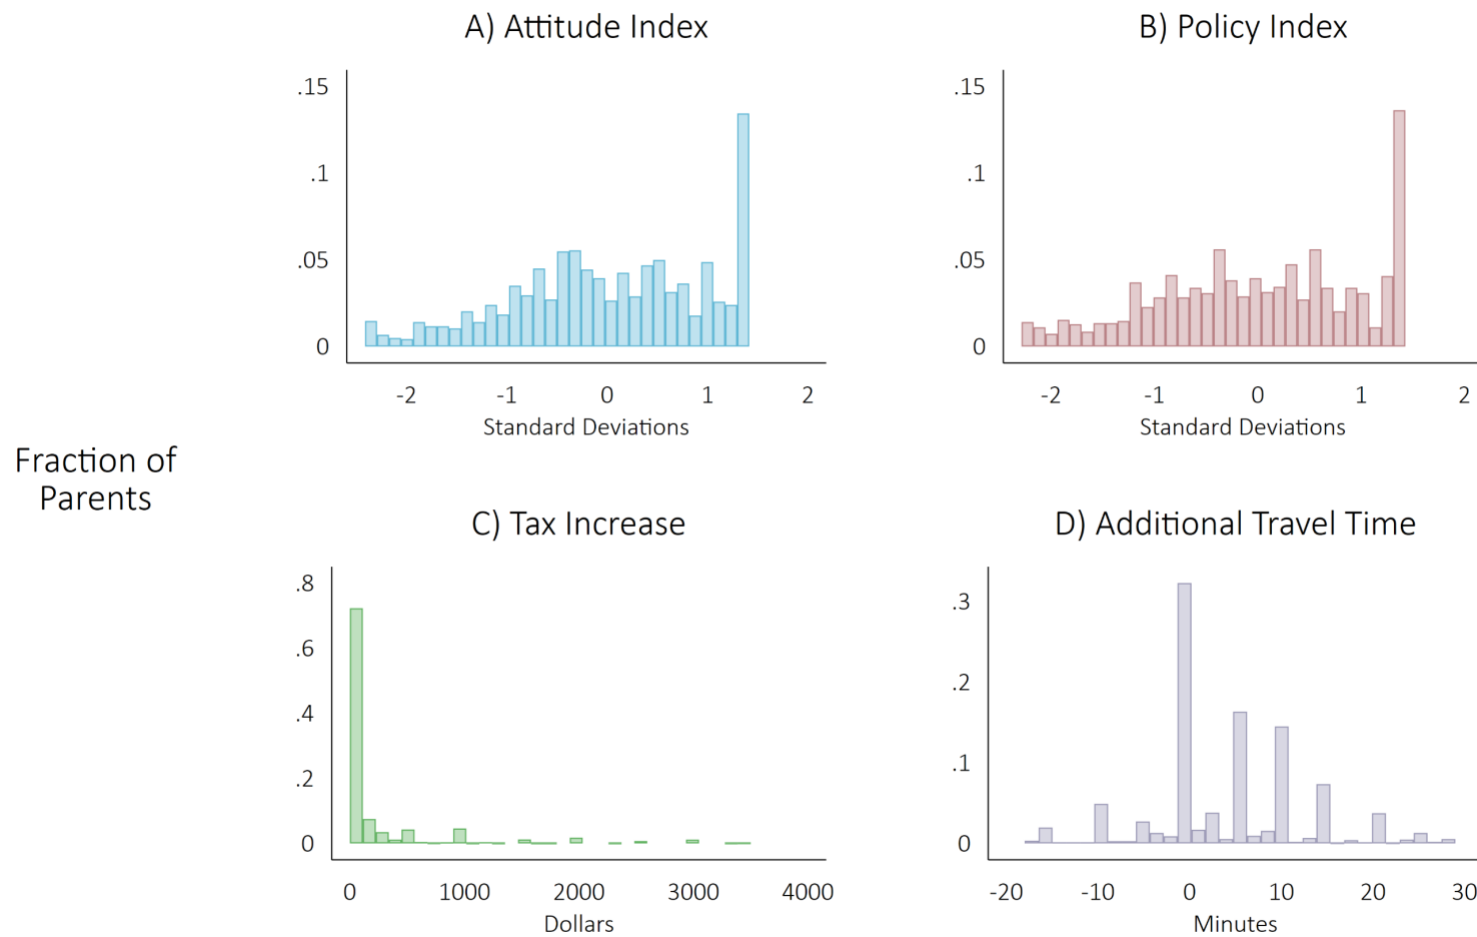 A) Attitude Index
.15
.1
.05
0
-2 -1 0 1 2
Standard Deviations
B) Policy Index
.15
.1
.05
0
-2 -1 0 1 2
Standard Deviations
Fraction of
Parents
C) Tax Increase
.8
.6
.4
.2
0
0 1000 2000 3000 4000
Dollars
D) Additional Travel Time
.3
.2
.1
0
-20 -10 0 10 20 30
Minutes